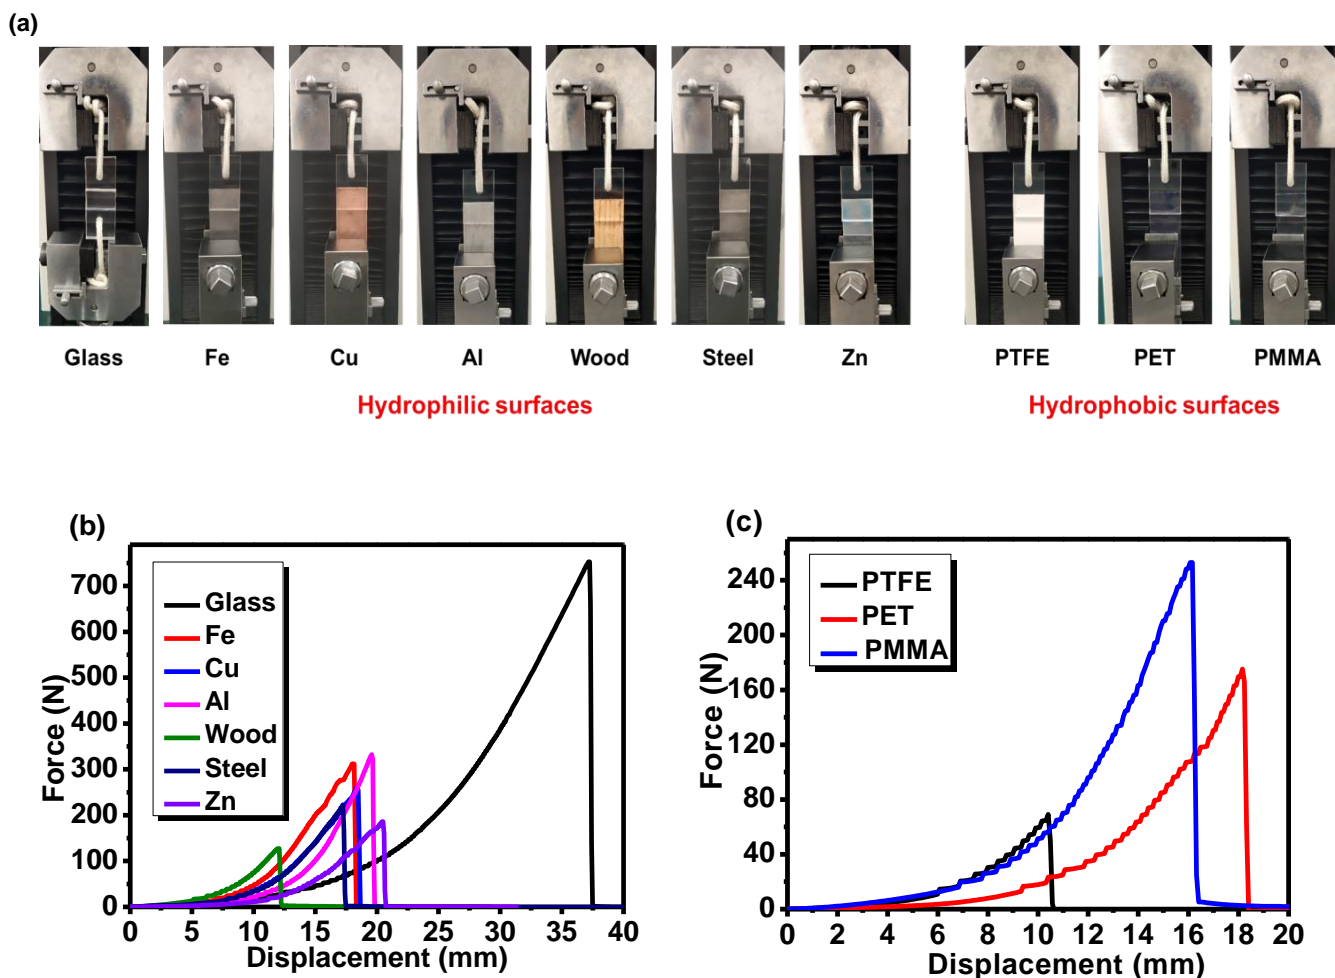 (a)
Glass Fe Cu Al Wood Steel Zn PTFE PET PMMA
Hydrophilic surfaces Hydrophobic surfaces
(b)
700
600
500
400
300
200
100
0
Force (N)
Glass
Fe
Cu
Al
Wood
Steel
Zn
0 5 10 15 20 25 30 35 40
Displacement (mm)
(c)
240
200
160
120
80
40
0
Force (N)
PTFE
PET
PMMA
0 2 4 6 8 10 12 14 16 18 20
Displacement (mm)